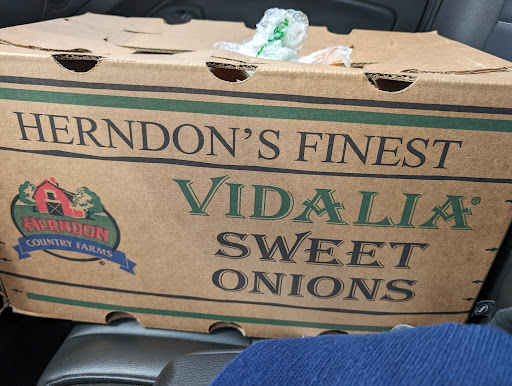 HERNDON'S FINEST
VIDALIA®
SWEET
ONIONS
HERNDON
COUNTRY FARMS
®